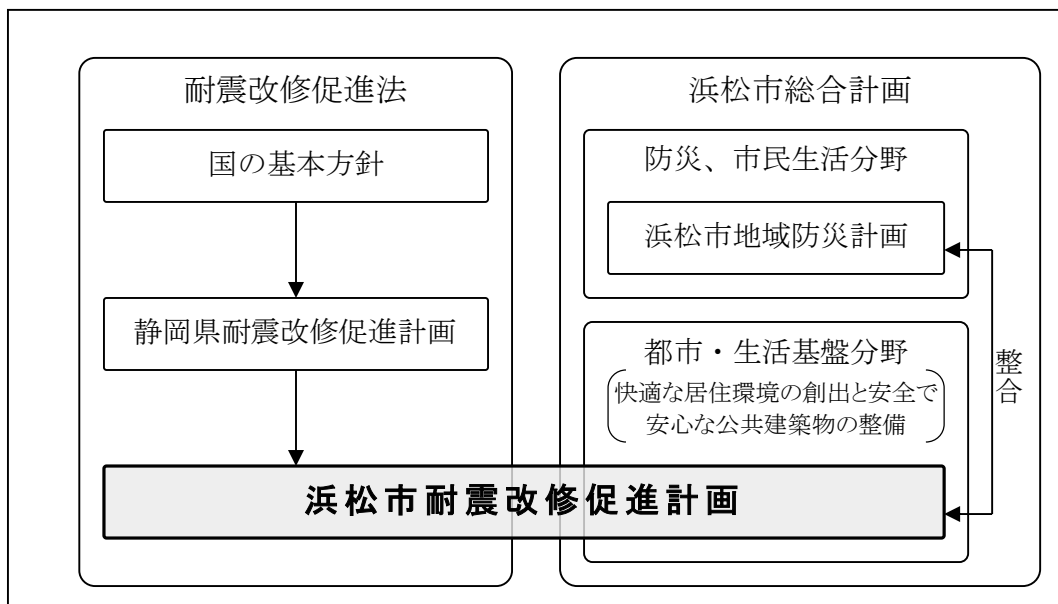 耐震改修促進法
国の基本方針
静岡県耐震改修促進計画
浜松市総合計画
防災、市民生活分野
浜松市地域防災計画
都市・生活基盤分野
快適な居住環境の創出と安全で
安心な公共建築物の整備
整合
浜松市耐震改修促進計画